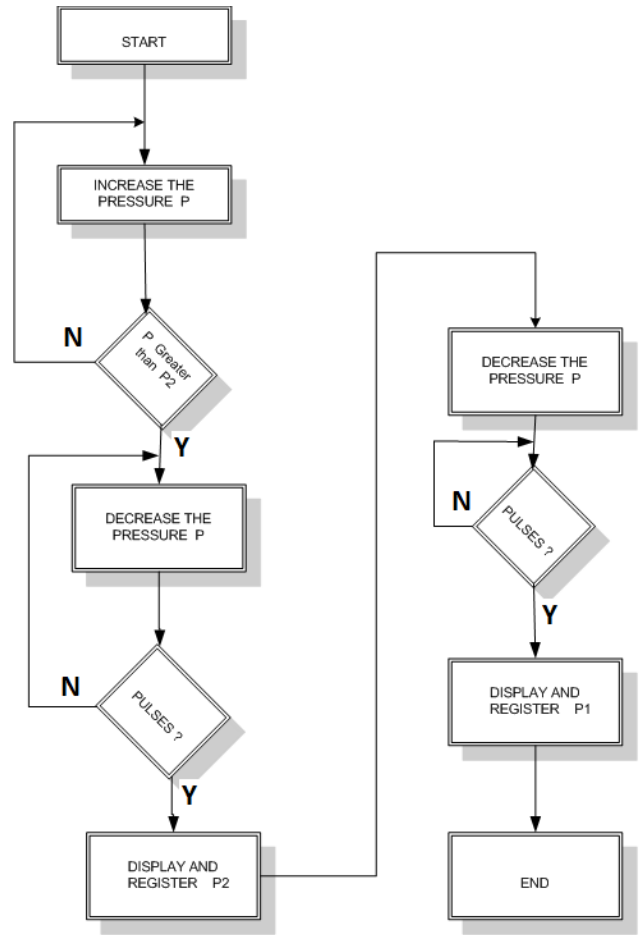 START
INCREASE THE
PRESSURE P
N
P Greater
than P2
Y
DECREASE THE
PRESSURE P
N
PULSES ?
Y
DISPLAY AND
REGISTER P2
DECREASE THE
PRESSURE P
N
PULSES ?
Y
DISPLAY AND
REGISTER P1
END